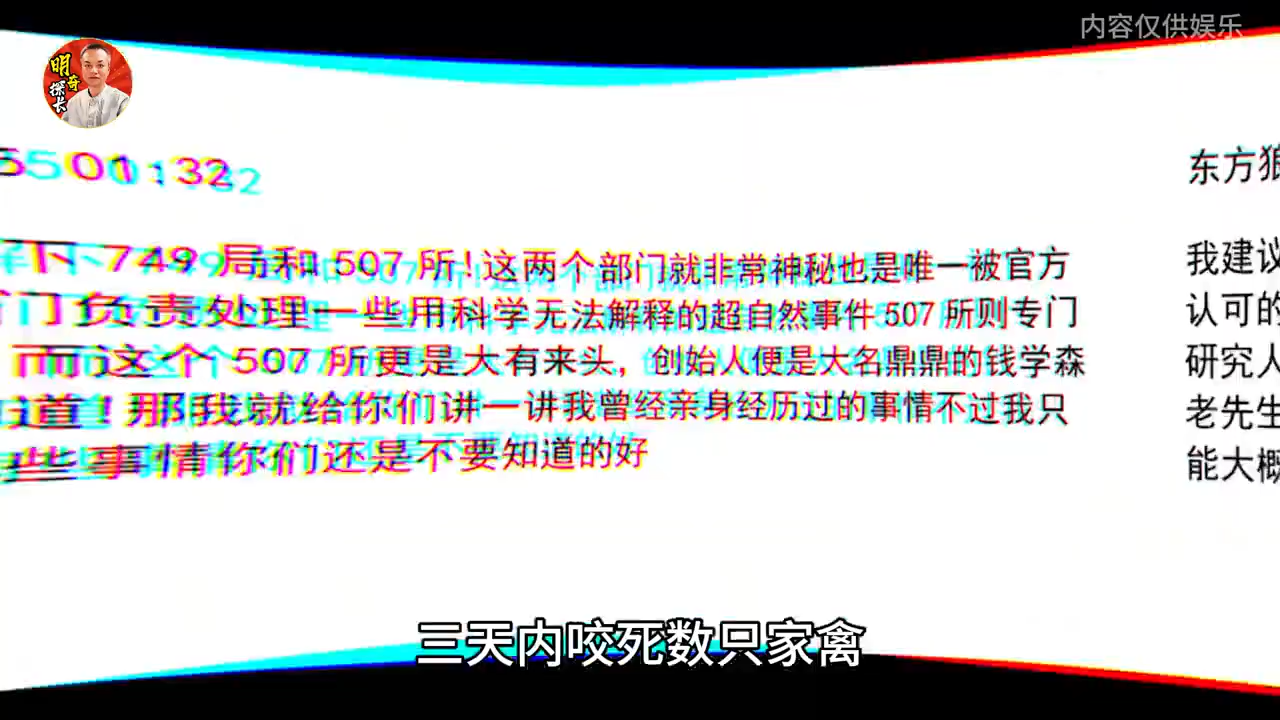 内容仅供娱乐
明奇探长
501:32
749局和507所!这两个部门就非常神秘也是唯一被官方
门负责处理一些用科学无法解释的超自然事件507所则专门
而这个507所更是大有来头，创始人便是大名鼎鼎的钱学森
道!那我就给你们讲一讲我曾经亲身经历过的事情不过我只
些事情你们还是不要知道的好
东方狼
我建议
认可的
研究人
老先生
能大概
三天内咬死数只家禽